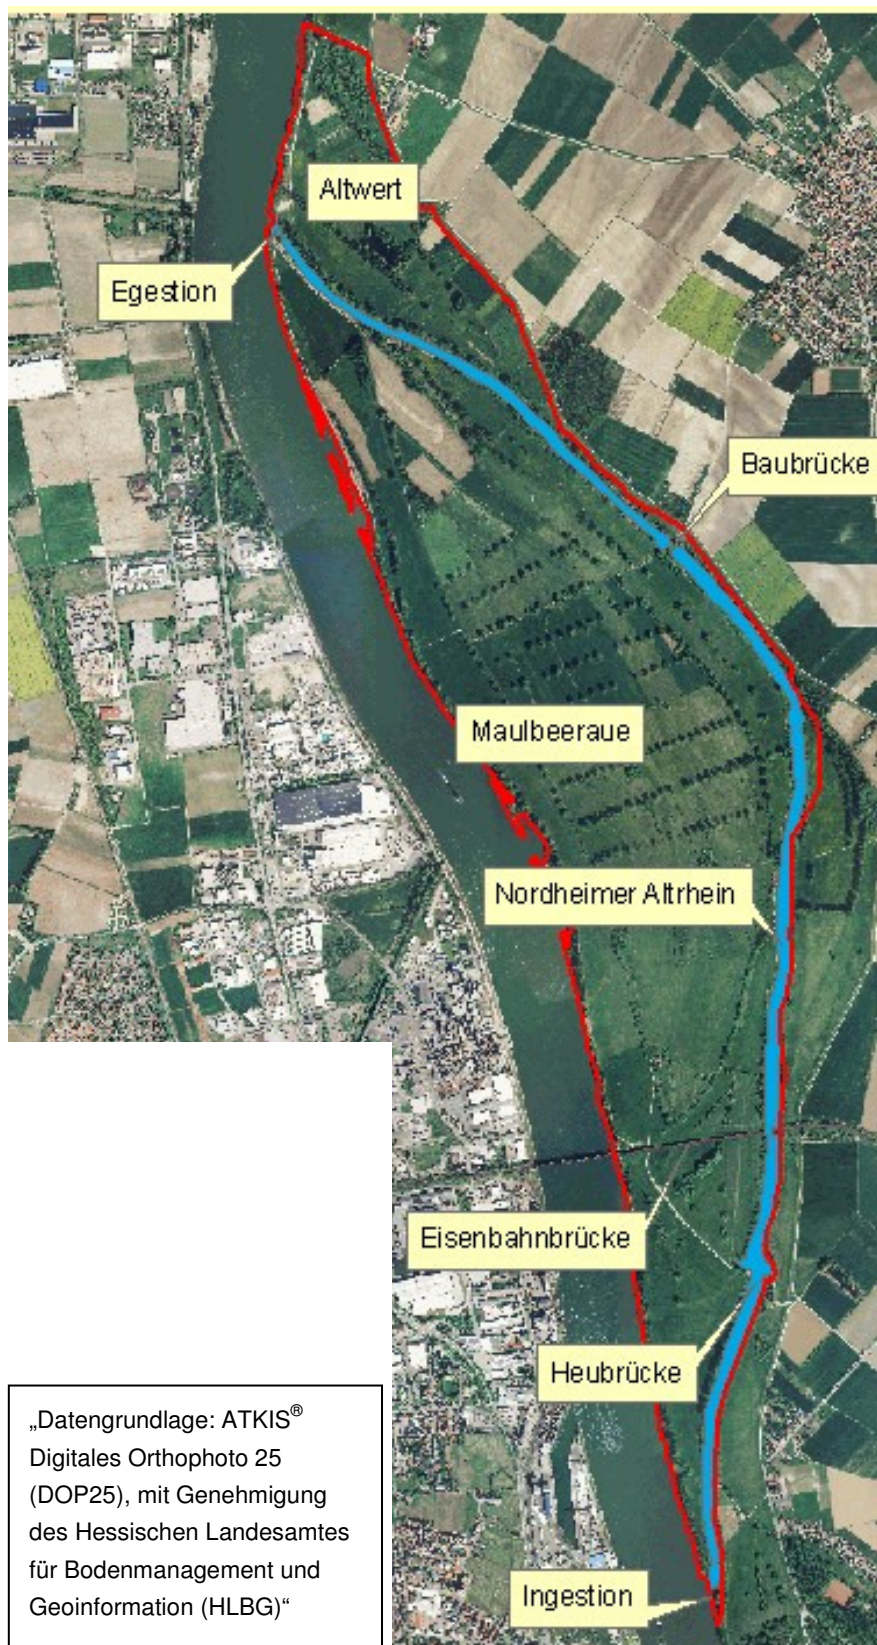 Altwert
Egestion
Baubrücke
Maulbeeraue
Nordheimer Altrhein
Eisenbahnbrücke
Heubrücke
Ingestion
„Datengrundlage: ATKIS®
Digitales Orthophoto 25
(DOP25), mit Genehmigung
des Hessischen Landesamtes
für Bodenmanagement und
Geoinformation (HLBG)“